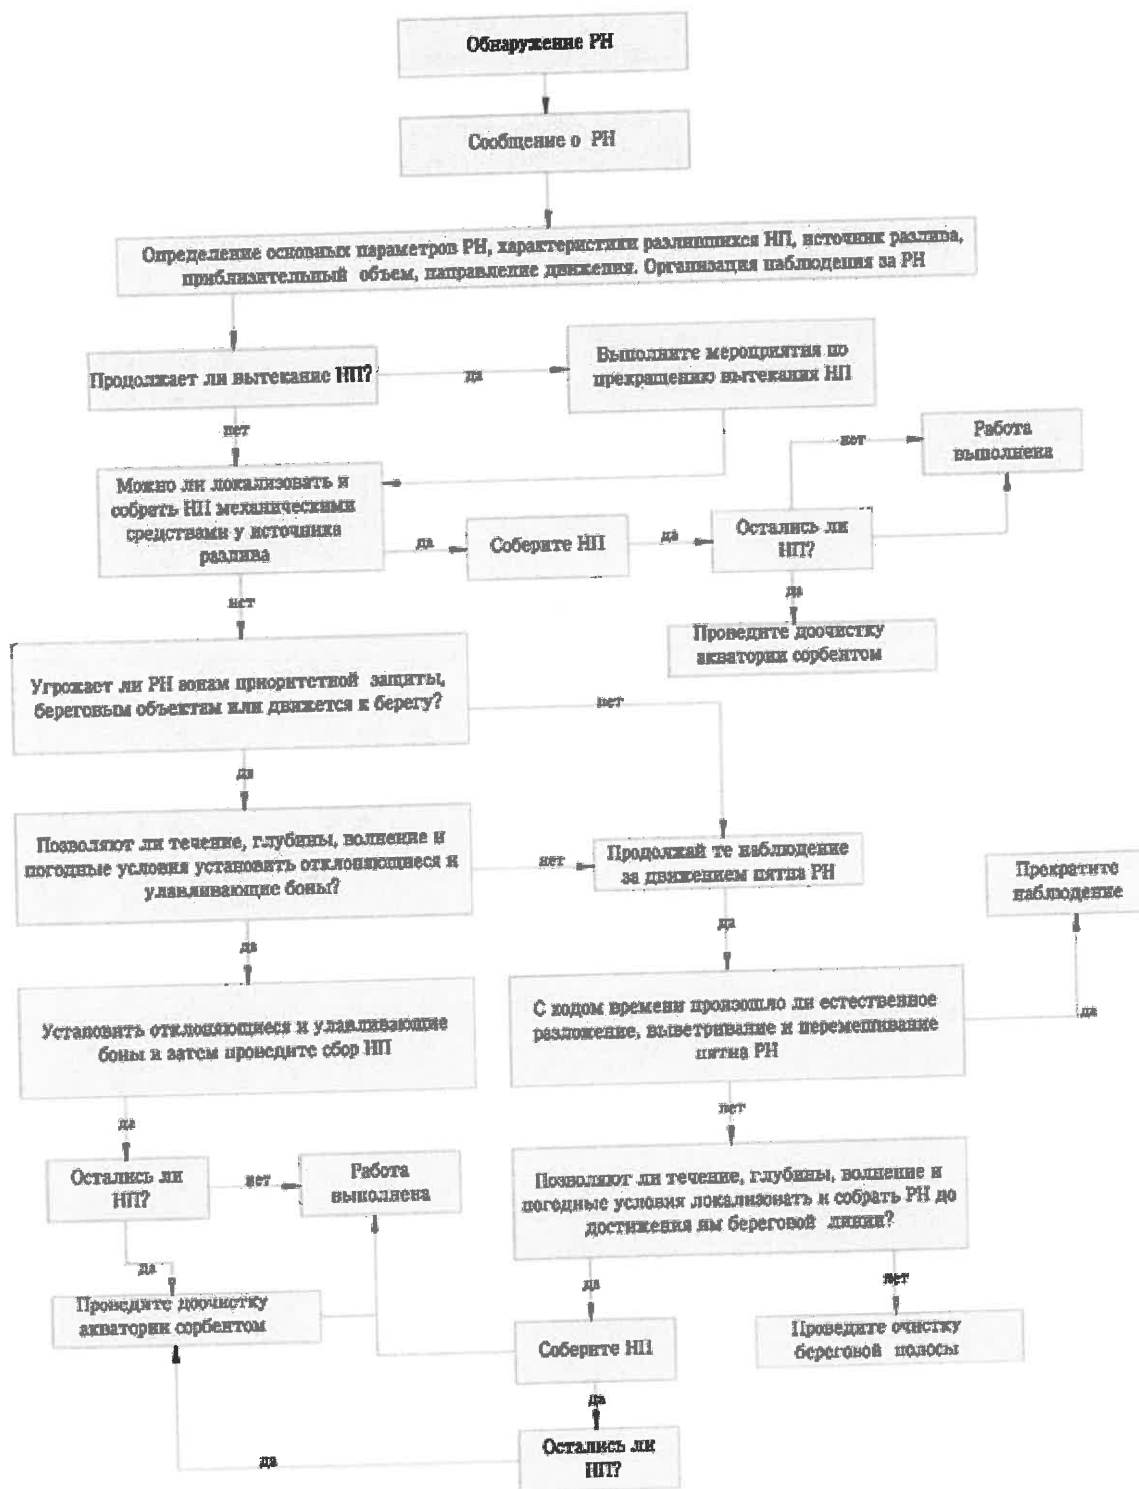 Обнаружение РН
Сообщение о РН
Определение основных параметров РН, характеристики разлившихся НП, источник разлива,
приблизительный объем, направление движения. Организация наблюдения за РН
Продолжает ли вытекание НП?
да
Выполните мероприятия по
прекращению вытекания НП
нет
Можно ли локализовать и
собрать НП механическими
средствами у источника
разлива
да
Соберите НП
да
Остались ли
НП?
нет
Работа
выполнена
да
Проведите доочистку
акватории сорбентом
нет
Угрожает ли РН зонам приоритетной защиты,
береговым объектам или движется к берегу?
нет
да
Позволяют ли течение, глубины, волнение и
погодные условия установить отклоняющиеся и
улавливающие боны?
нет
Продолжай те наблюдение
за движением пятна РН
Прекратите
наблюдение
да
да
Установить отклоняющиеся и улавливающие
боны и затем проведите сбор НП
С ходом времени произошло ли естественное
разложение, выветривание и перемешивание
пятна РН
да
да
нет
Остались ли
НП?
нет
Работа
выполнена
Позволяют ли течение, глубины, волнение и
погодные условия локализовать и собрать РН до
достижения им береговой линии?
да
да
нет
Проведите доочистку
акватории сорбентом
Соберите НП
Проведите очистку
береговой полосы
да
Остались ли
НП?
да